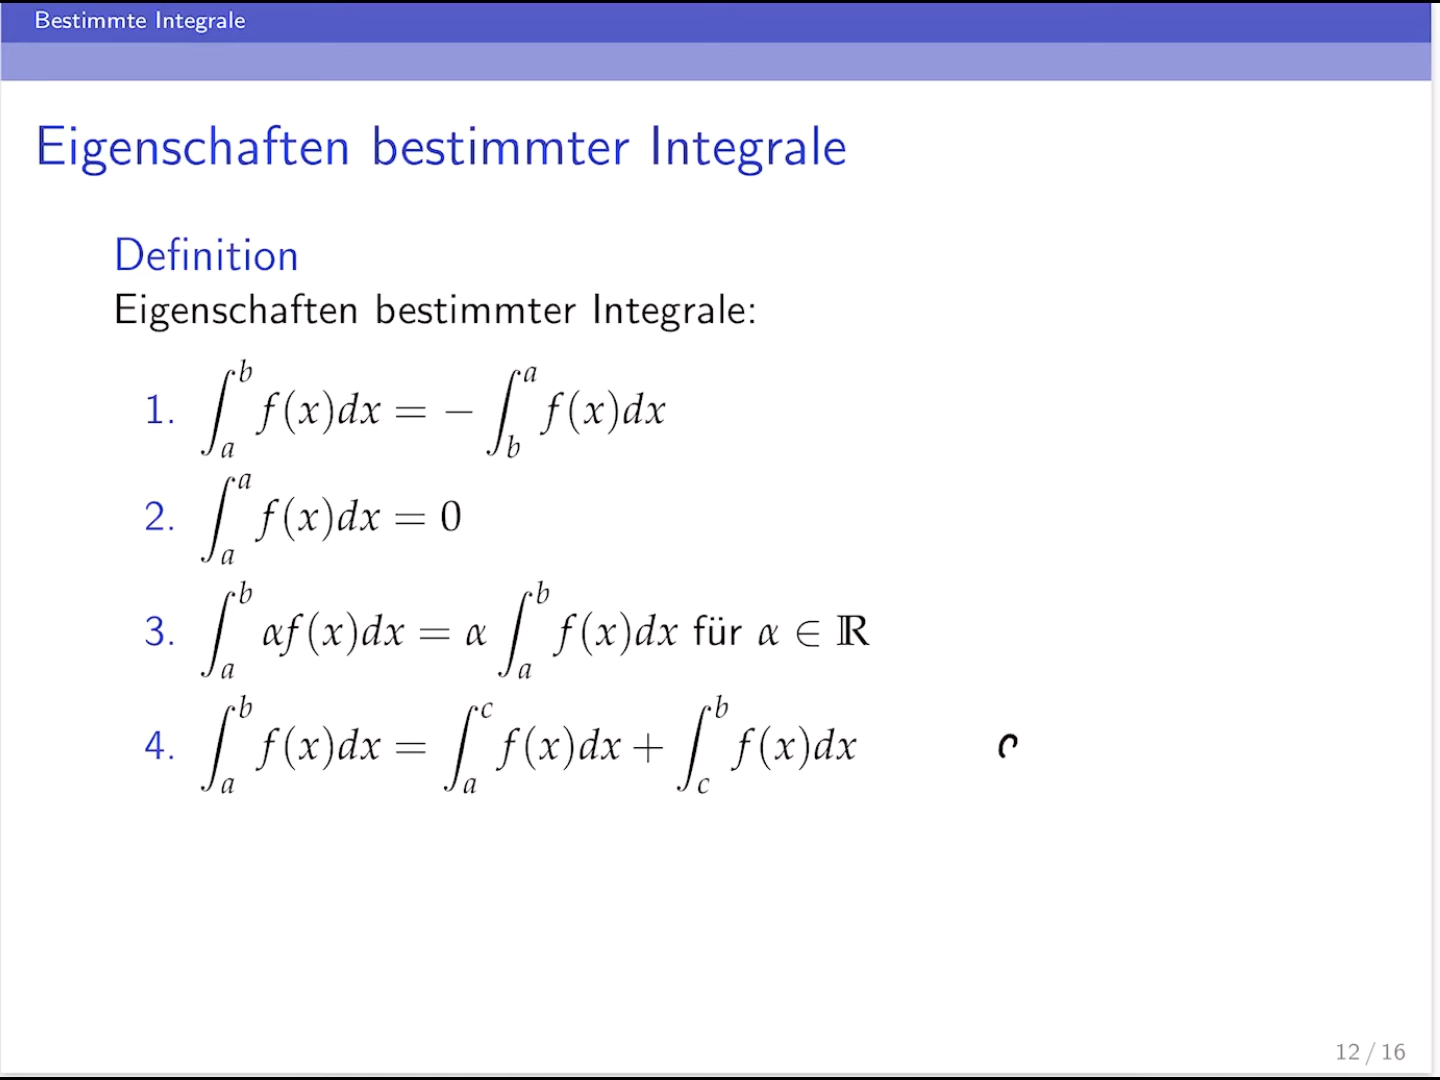 Bestimmte Integrale
Eigenschaften bestimmter Integrale
Definition
Eigenschaften bestimmter Integrale:
1. ∫_a^b f(x)dx = − ∫_b^a f(x)dx
2. ∫_a^a f(x)dx = 0
3. ∫_a^b αf(x)dx = α ∫_a^b f(x)dx für α ∈ ℝ
4. ∫_a^b f(x)dx = ∫_a^c f(x)dx + ∫_c^b f(x)dx
12 / 16